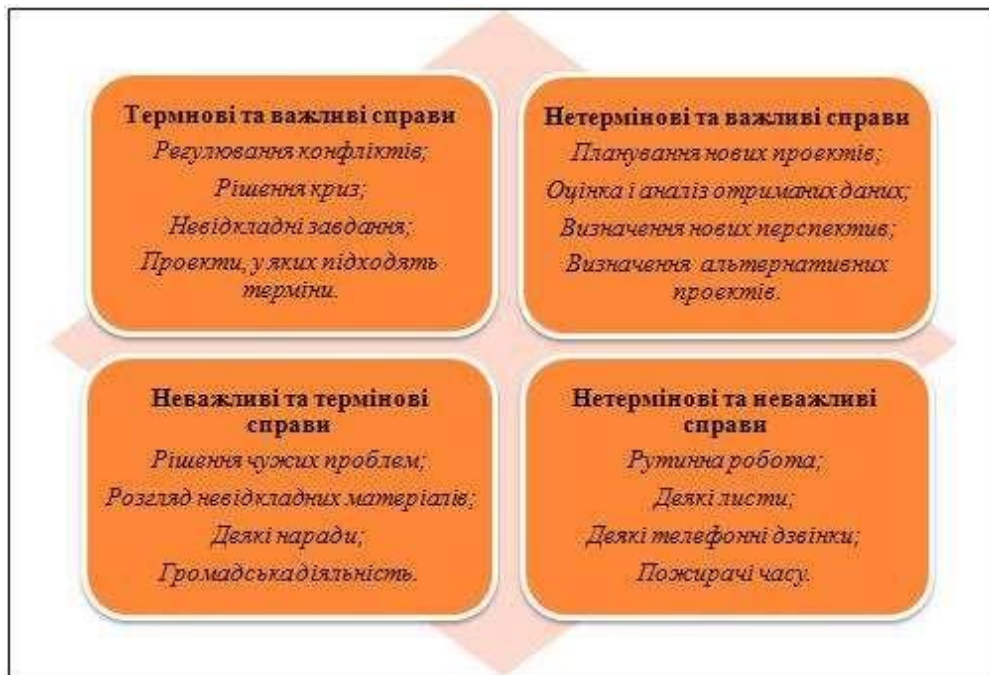 Термнові та важливі справи
Регулювання конфліктів;
Рішення криз;
Невідкладні завдання;
Проекти, у яких підходять
терміни.
Нетермінові та важливі справи
Планування нових проектів;
Оцінка і аналіз отриманих даних;
Визначення нових перспектив;
Визначення альтернативних
проектів.
Неважливі та термінові
справи
Рішення чужих проблем;
Розгляд невідкладних матеріалів;
Деякі наради;
Громадська діяльність.
Нетермінові та неважливі
справи
Рутинна робота;
Деякі листи;
Деякі телефонні дзвінки;
Пожирачі часу.